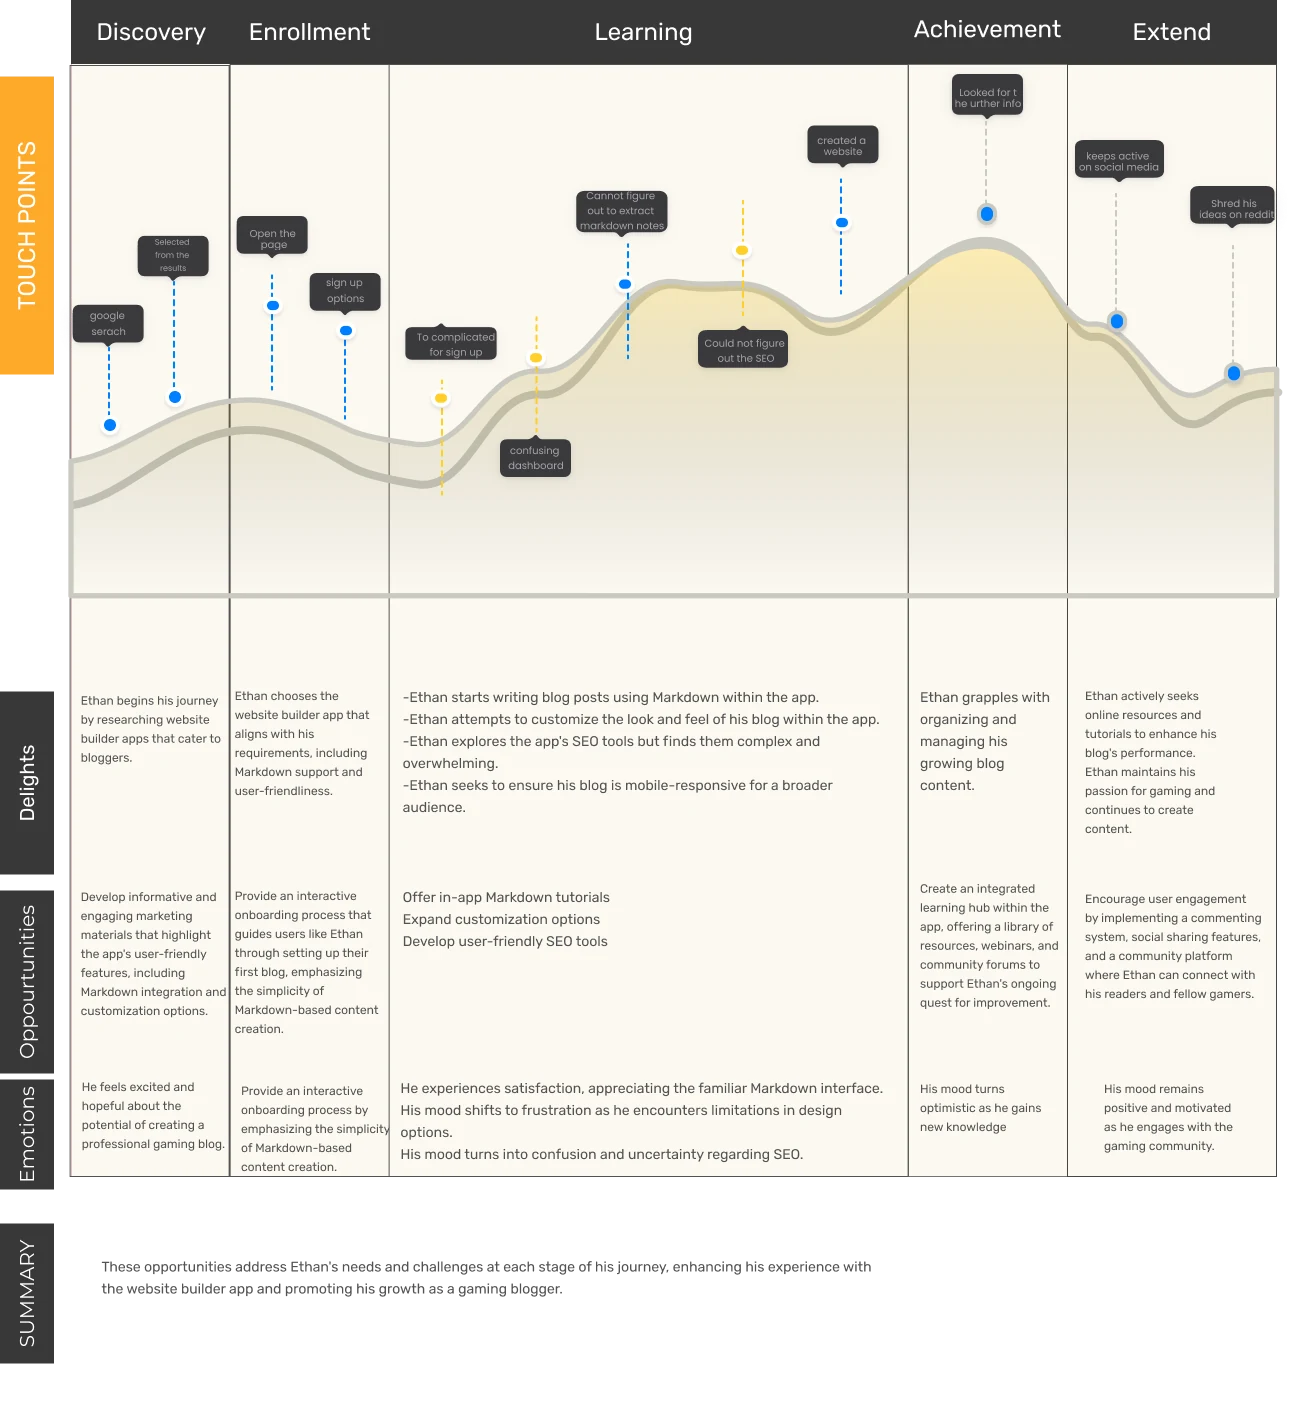 Discovery
Enrollment
Learning
Achievement
Extend
TOUCH POINTS
google
serach
Selected
from the
results
Open the
page
sign up
options
To complicated
for sign up
confusing
dashboard
Cannot figure
out to extract
markdown notes
Could not figure
out the SEO
created a
website
Looked for t
he urther info
keeps active
on social media
Shred his
ideas on reddit
Delights
Ethan begins his journey
by researching website
builder apps that cater to
bloggers.
Ethan chooses the
website builder app that
aligns with his
requirements, including
Markdown support and
user-friendliness.
-Ethan starts writing blog posts using Markdown within the app.
-Ethan attempts to customize the look and feel of his blog within the app.
-Ethan explores the app's SEO tools but finds them complex and
overwhelming.
-Ethan seeks to ensure his blog is mobile-responsive for a broader
audience.
Ethan grapples with
organizing and
managing his
growing blog
content.
Ethan actively seeks
online resources and
tutorials to enhance his
blog's performance.
Ethan maintains his
passion for gaming and
continues to create
content.
Oppourtunities
Develop informative and
engaging marketing
materials that highlight
the app's user-friendly
features, including
Markdown integration and
customization options.
Provide an interactive
onboarding process that
guides users like Ethan
through setting up their
first blog, emphasizing
the simplicity of
Markdown-based content
creation.
Offer in-app Markdown tutorials
Expand customization options
Develop user-friendly SEO tools
Create an integrated
learning hub within the
app, offering a library of
resources, webinars, and
community forums to
support Ethan's ongoing
quest for improvement.
Encourage user engagement
by implementing a commenting
system, social sharing features,
and a community platform
where Ethan can connect with
his readers and fellow gamers.
Emotions
He feels excited and
hopeful about the
potential of creating a
professional gaming blog.
Provide an interactive
onboarding process by
emphasizing the simplicity
of Markdown-based
content creation.
He experiences satisfaction, appreciating the familiar Markdown interface.
His mood shifts to frustration as he encounters limitations in design
options.
His mood turns into confusion and uncertainty regarding SEO.
His mood turns
optimistic as he gains
new knowledge
His mood remains
positive and motivated
as he engages with the
gaming community.
SUMMARY
These opportunities address Ethan's needs and challenges at each stage of his journey, enhancing his experience with
the website builder app and promoting his growth as a gaming blogger.